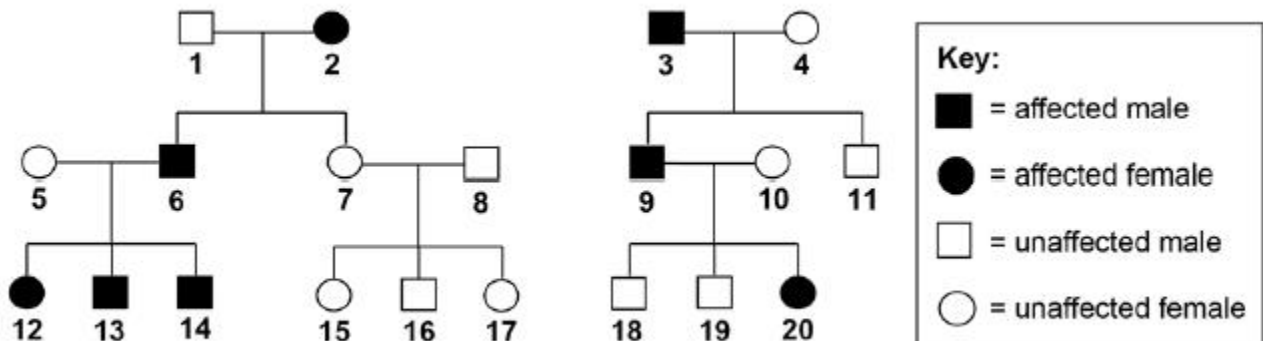 1 2 3 4
5 6 7 8 9 10 11
12 13 14 15 16 17 18 19 20
Key:
= affected male
= affected female
= unaffected male
= unaffected female